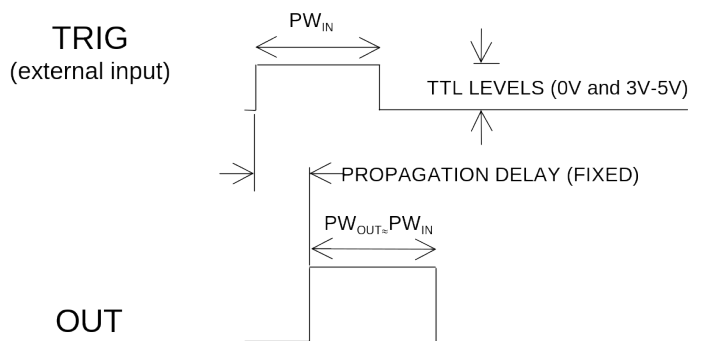 PW_IN
TRIG
(external input)
TTL LEVELS (0V and 3V-5V)
PROPAGATION DELAY (FIXED)
PW_OUT≈PW_IN
OUT